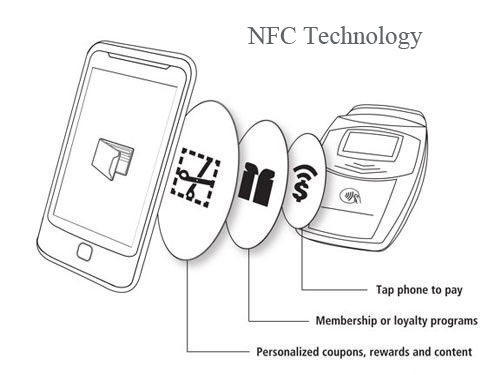 NFC Technology
Tap phone to pay
Membership or loyalty programs
Personalized coupons, rewards and content